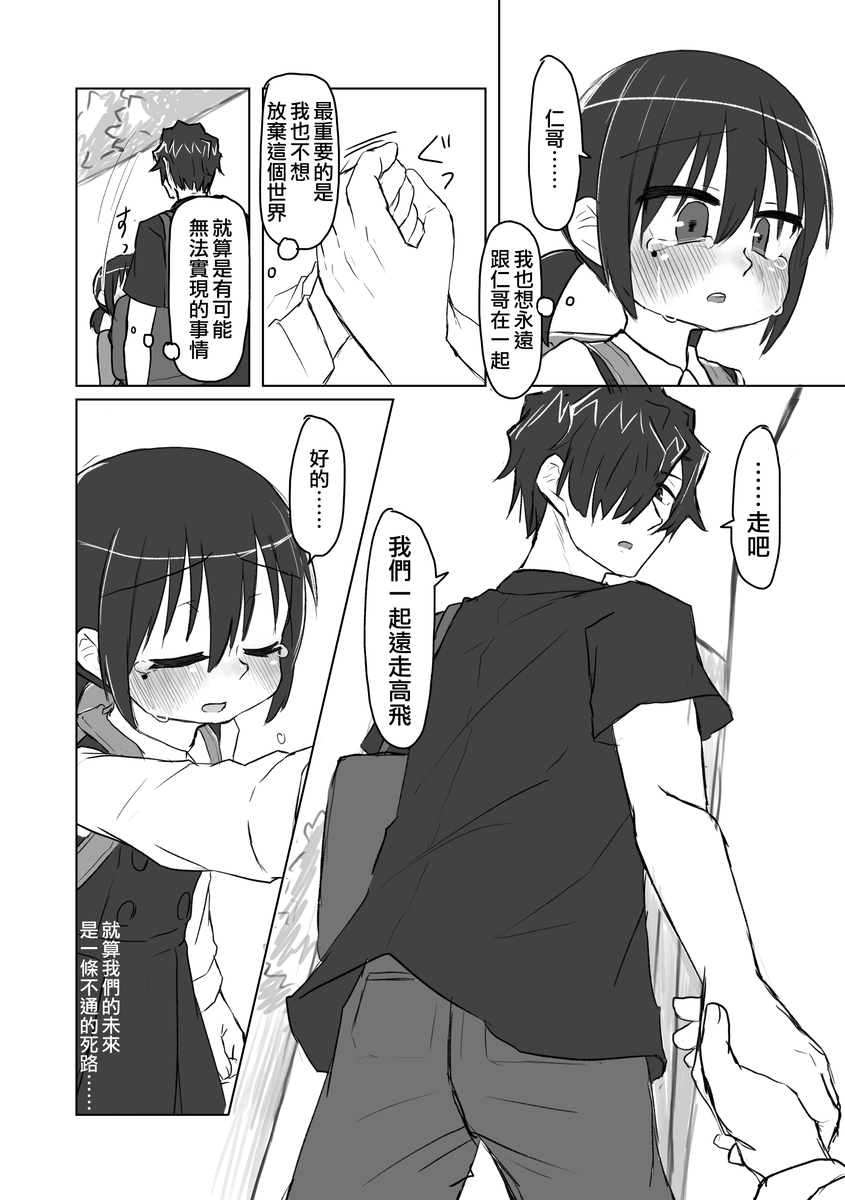 仁哥……
我也想永遠
跟仁哥在一起
ぐっ
最重要的是
我也不想
放棄這個世界
すっ
就算是有可能
無法實現的事情
……走吧
我們一起遠走高飛
好的……
就算我們的未來
是一條不通的死路……